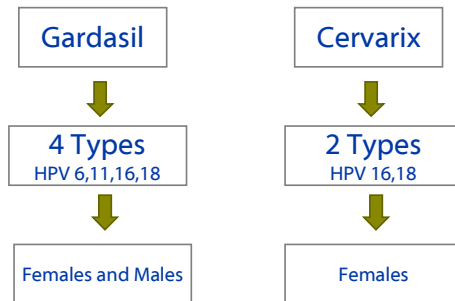 Gardasil
4 Types
HPV 6,11,16,18
Females and Males
Cervarix
2 Types
HPV 16,18
Females